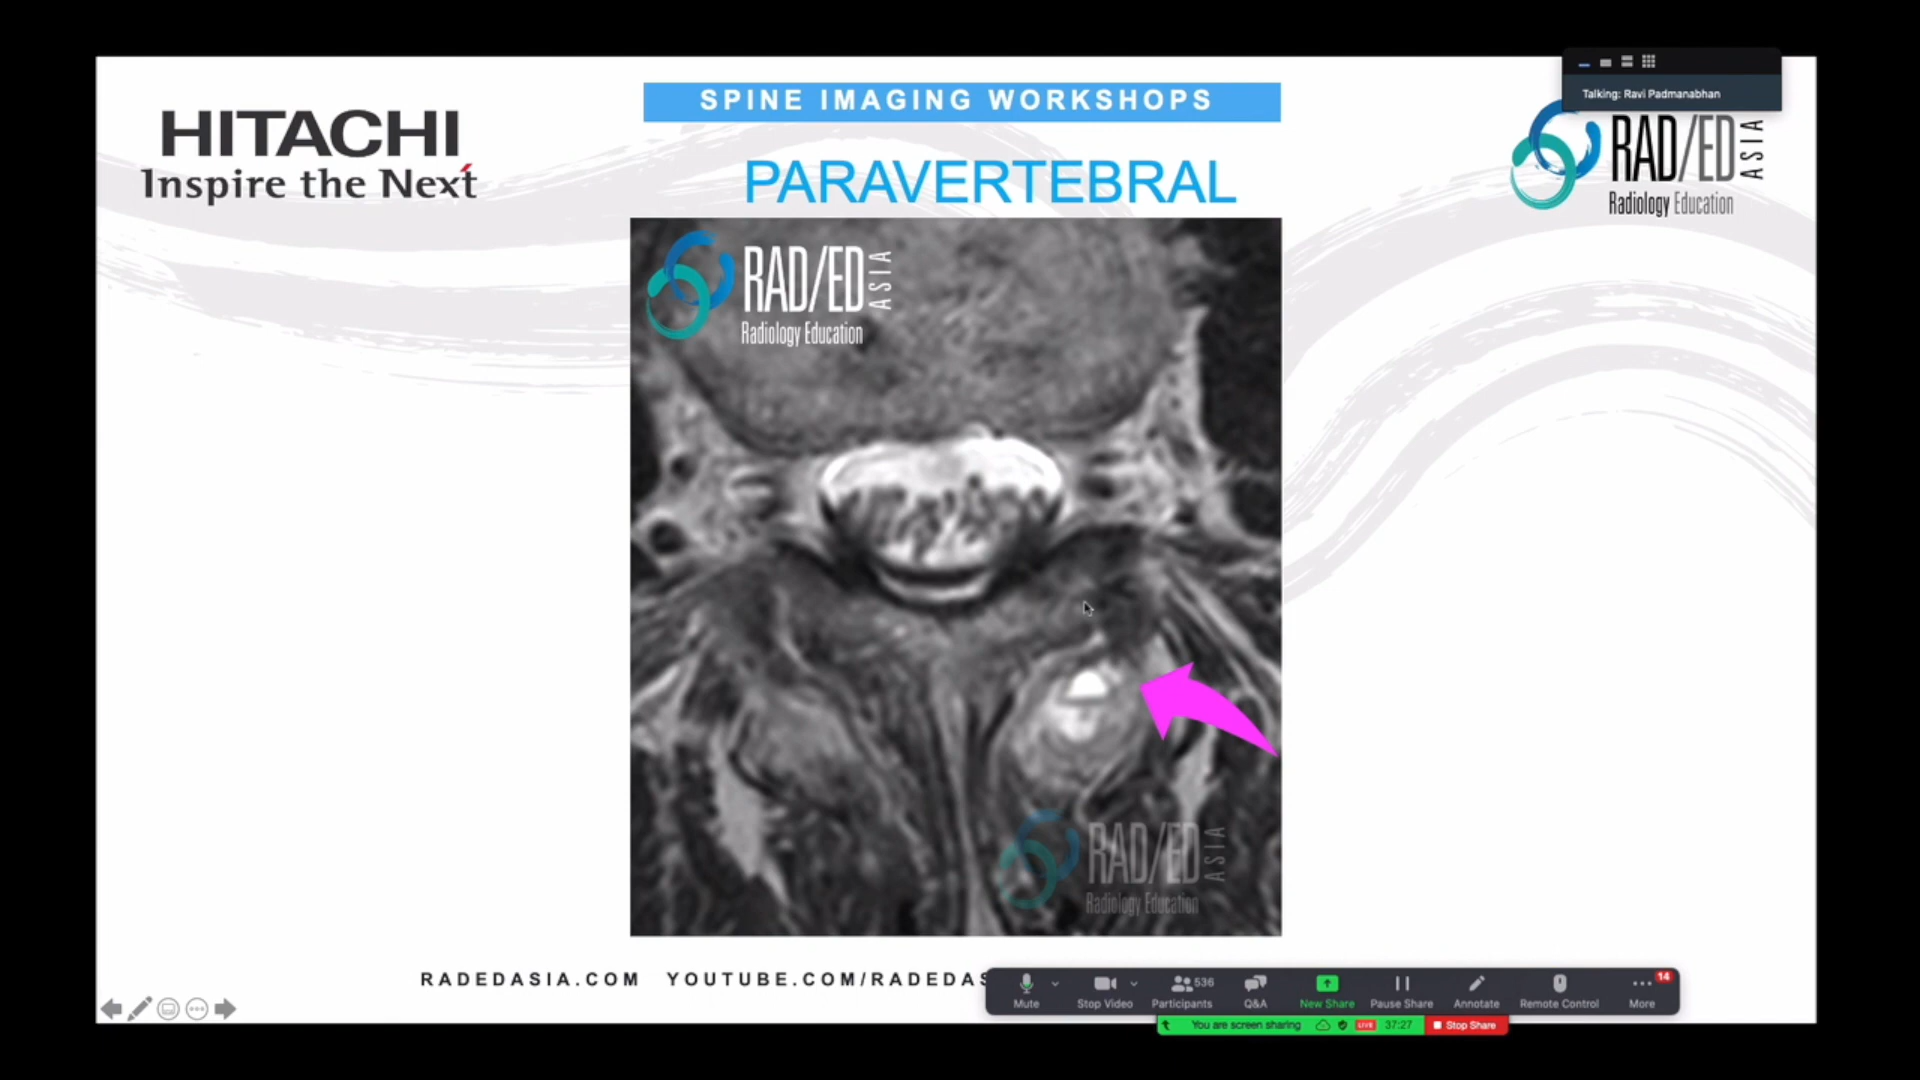 SPINE IMAGING WORKSHOPS
Talking: Ravi Padmanabhan
HITACHI
Inspire the Next
RAD/ED ASIA
Radiology Education
PARAVERTEBRAL
RAD/ED ASIA
Radiology Education
RAD/ED ASIA
Radiology Education
RADEDASIA.COM YOUTUBE.COM/RADEDAS
536
14
Mute
Stop Video
Participants
Q&A
New Share
Pause Share
Annotate
Remote Control
More
You are screen sharing
LIVE
37:27
Stop Share